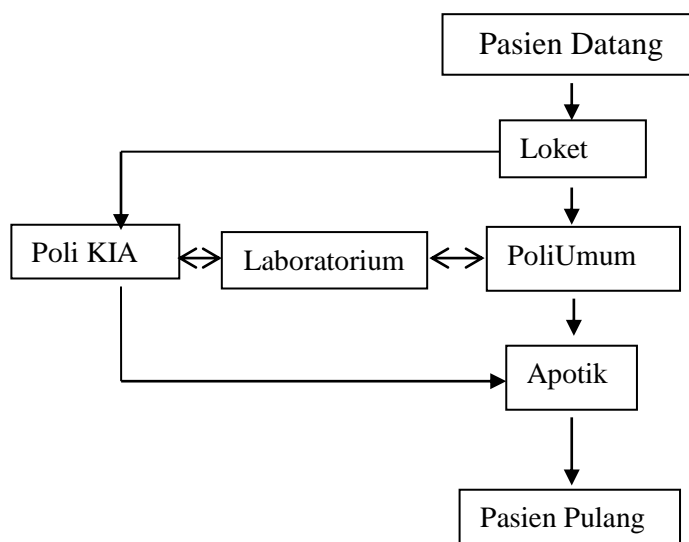 Pasien Datang
Loket
Poli KIA
Laboratorium
PoliUmum
Apotik
Pasien Pulang